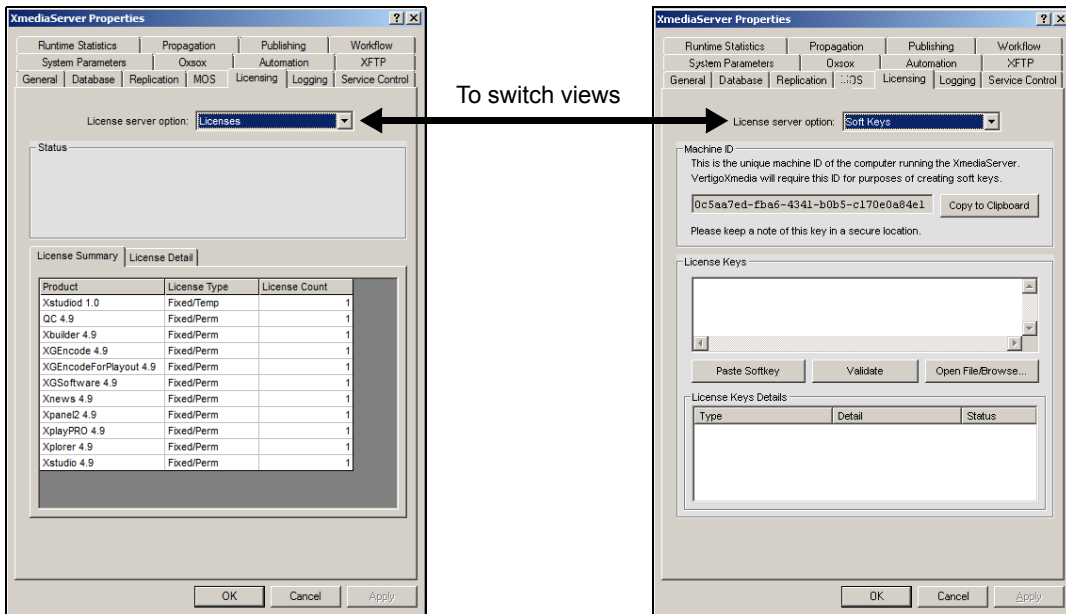 XmediaServer Properties
Runtime Statistics Propagation Publishing Workflow
System Parameters Oxsox Automation XFTP
General Database Replication MOS Licensing Logging Service Control
License server option: Licenses
Status
License Summary License Detail
Product License Type License Count
Xstudiod 1.0 Fixed/Temp 1
QC 4.9 Fixed/Perm 1
Xbuilder 4.9 Fixed/Perm 1
XGEncode 4.9 Fixed/Perm 1
XGEncodeForPlayout 4.9 Fixed/Perm 1
XGSoftware 4.9 Fixed/Perm 1
Xnews 4.9 Fixed/Perm 1
Xpanel2 4.9 Fixed/Perm 1
XplayPRO 4.9 Fixed/Perm 1
Xplorer 4.9 Fixed/Perm 1
Xstudio 4.9 Fixed/Perm 1
OK Cancel Apply
To switch views
XmediaServer Properties
Runtime Statistics Propagation Publishing Workflow
System Parameters Oxsox Automation XFTP
General Database Replication MOS Licensing Logging Service Control
License server option: Soft Keys
Machine ID
This is the unique machine ID of the computer running the XmediaServer.
VertigoXmedia will require this ID for purposes of creating soft keys.
0c5aa7ed-fba6-4341-b0b5-c170e0a84e1 Copy to Clipboard
Please keep a note of this key in a secure location.
License Keys
Paste Softkey Validate Open File/Browse...
License Keys Details
Type Detail Status
OK Cancel Apply